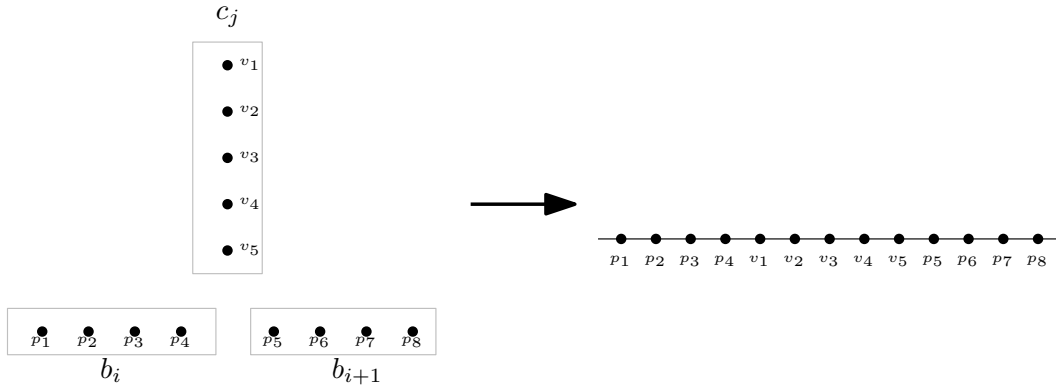 c_j
v_1
v_2
v_3
v_4
v_5
p_1 p_2 p_3 p_4 p_5 p_6 p_7 p_8
b_i b_{i+1}
p_1 p_2 p_3 p_4 v_1 v_2 v_3 v_4 v_5 p_5 p_6 p_7 p_8